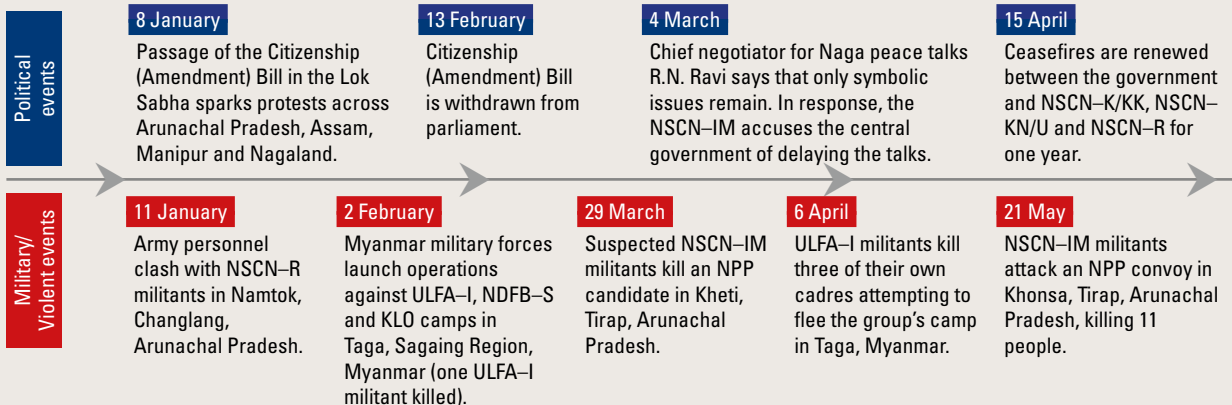 Political
events
8 January
Passage of the Citizenship
(Amendment) Bill in the Lok
Sabha sparks protests across
Arunachal Pradesh, Assam,
Manipur and Nagaland.
13 February
Citizenship
(Amendment) Bill
is withdrawn from
parliament.
4 March
Chief negotiator for Naga peace talks
R.N. Ravi says that only symbolic
issues remain. In response, the
NSCN–IM accuses the central
government of delaying the talks.
15 April
Ceasefires are renewed
between the government
and NSCN–K/KK, NSCN–
KN/U and NSCN–R for
one year.
Military/
Violent events
11 January
Army personnel
clash with NSCN–R
militants in Namtok,
Changlang,
Arunachal Pradesh.
2 February
Myanmar military forces
launch operations
against ULFA–I, NDFB–S
and KLO camps in
Taga, Sagaing Region,
Myanmar (one ULFA–I
militant killed).
29 March
Suspected NSCN–IM
militants kill an NPP
candidate in Kheti,
Tirap, Arunachal
Pradesh.
6 April
ULFA–I militants kill
three of their own
cadres attempting to
flee the group's camp
in Taga, Myanmar.
21 May
NSCN–IM militants
attack an NPP convoy in
Khonsa, Tirap, Arunachal
Pradesh, killing 11
people.